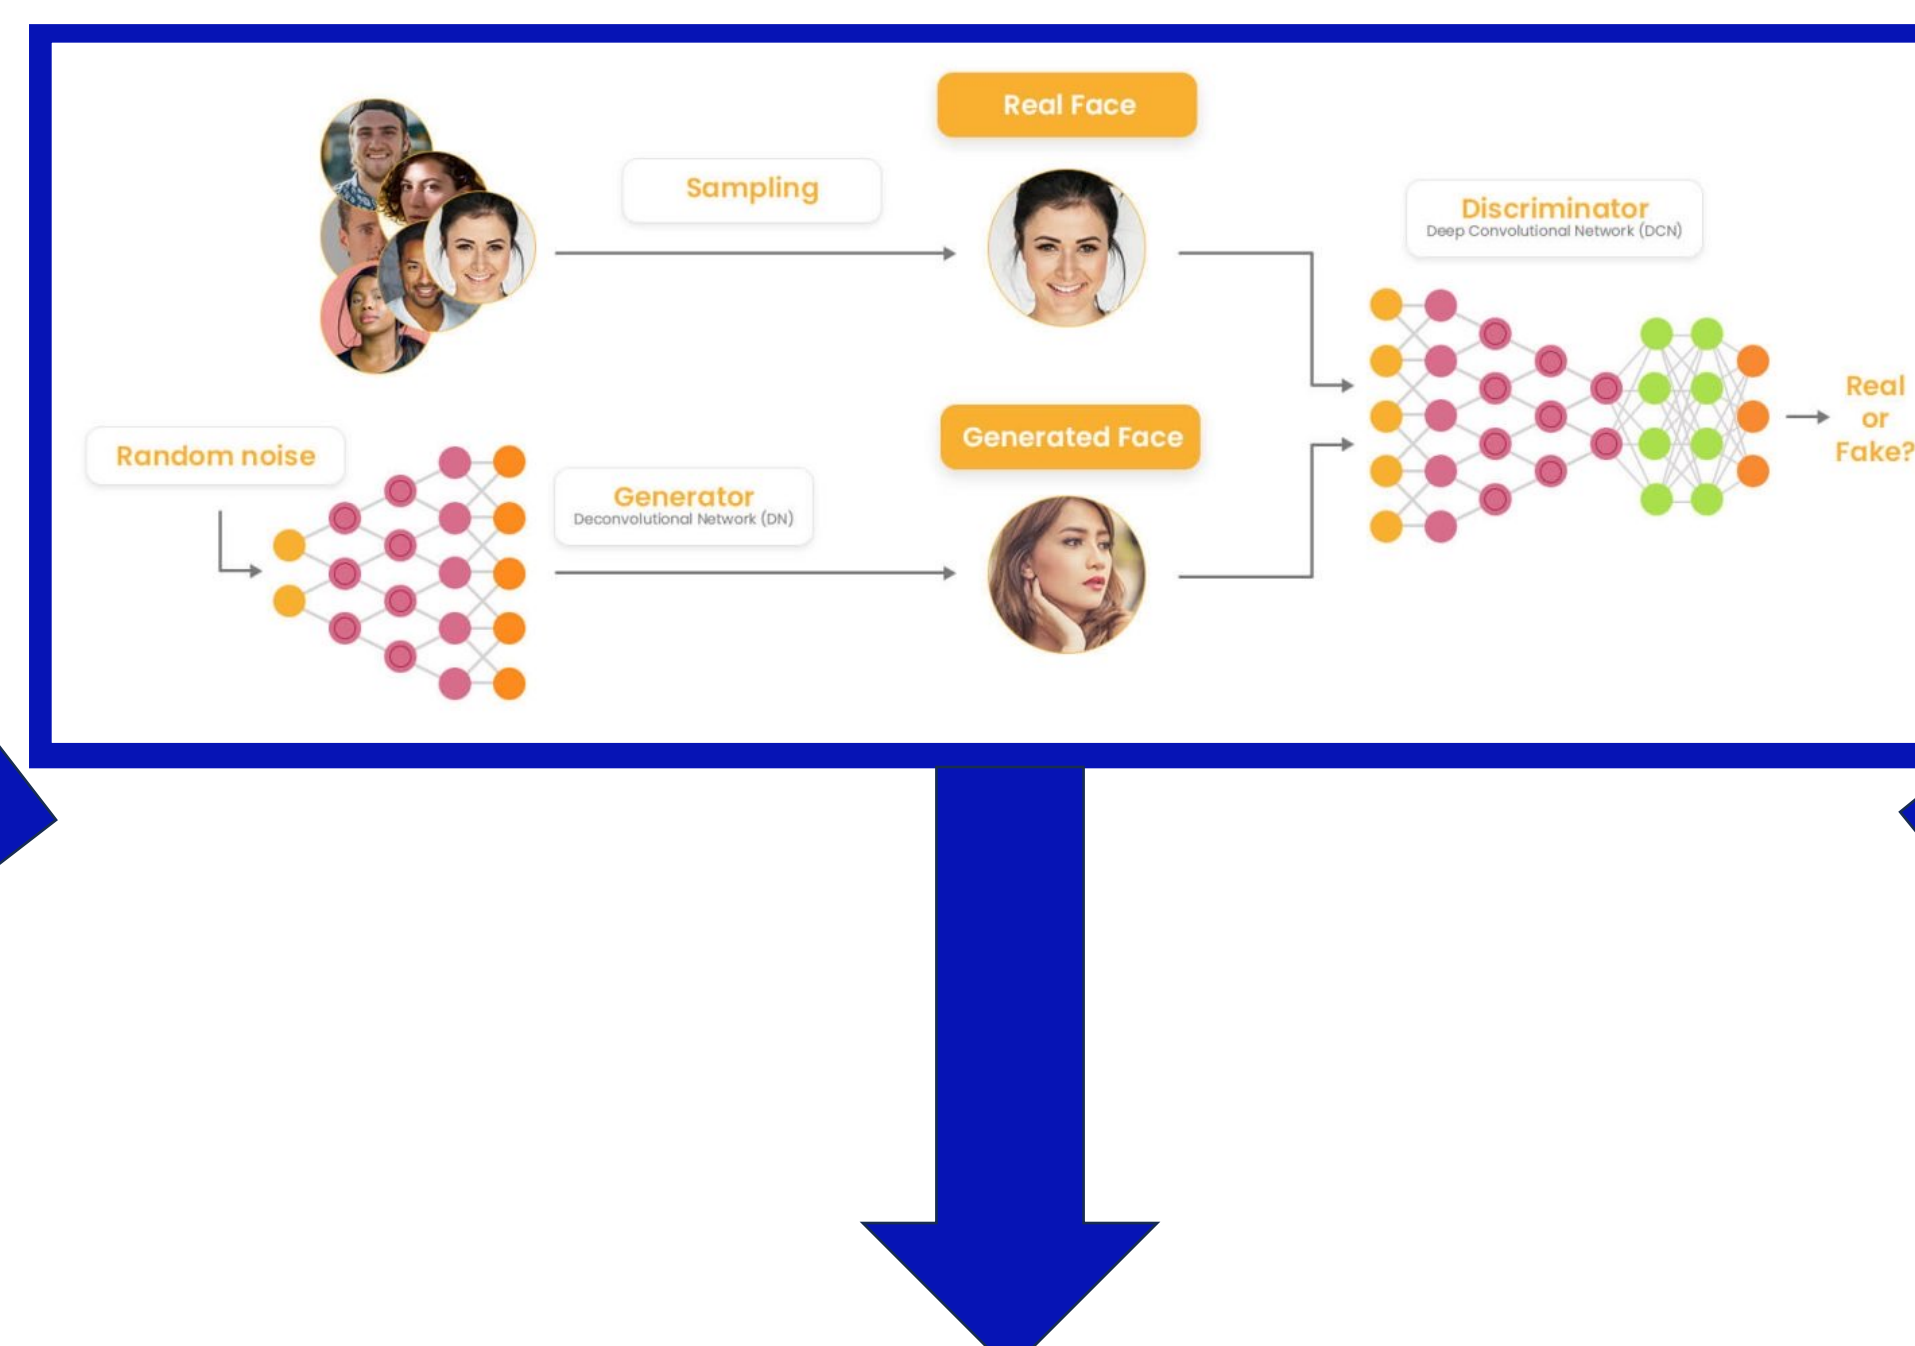 Real Face
Sampling
Discriminator
Deep Convolutional Network (DCN)
Real
or
Fake?
Generated Face
Random noise
Generator
Deconvolutional Network (DN)